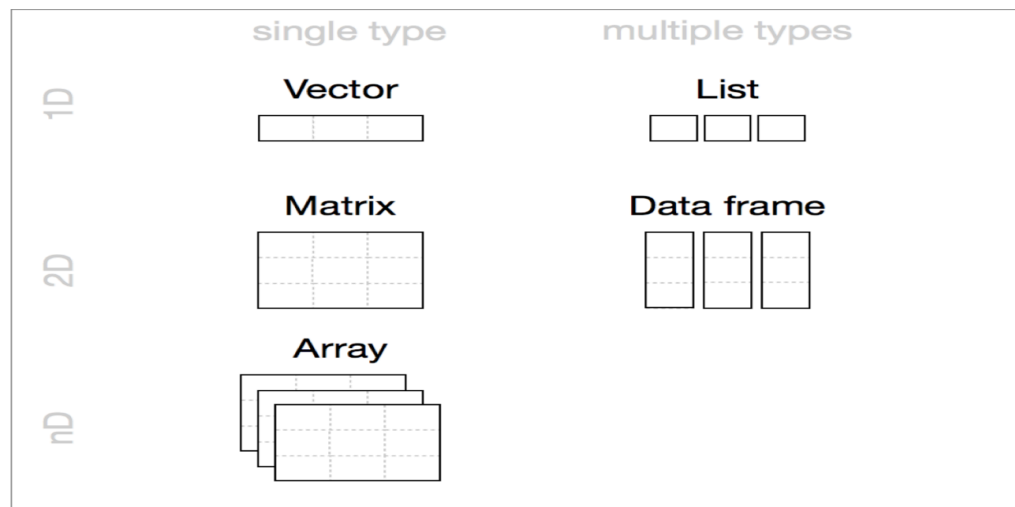 single type multiple types
1D
Vector
List
2D
Matrix
Data frame
nD
Array